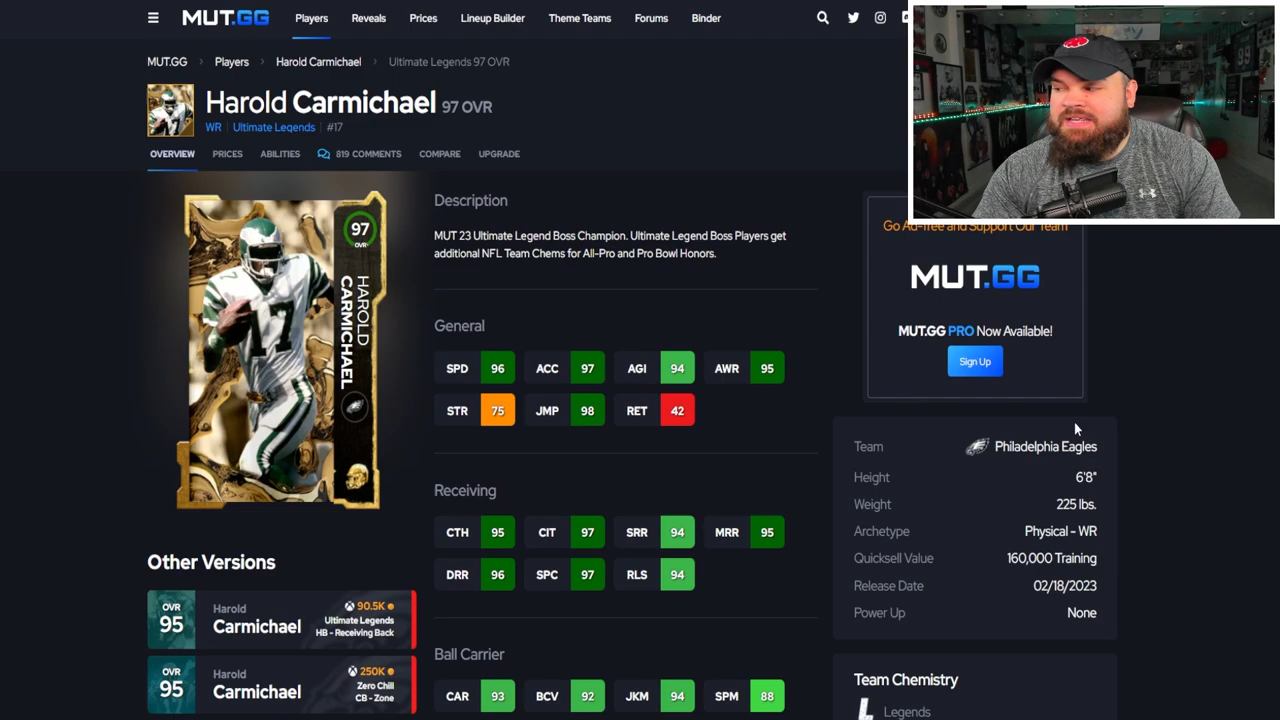 MUT.GG Players Reveals Prices Lineup Builder Theme Teams Forums Binder
MUT.GG > Players > Harold Carmichael > Ultimate Legends 97 OVR
Harold Carmichael 97 OVR
WR Ultimate Legends #17
OVERVIEW PRICES ABILITIES 819 COMMENTS COMPARE UPGRADE
97
OVR
HAROLD
CARMICHAEL
17
Description
MUT 23 Ultimate Legend Boss Champion. Ultimate Legend Boss Players get
additional NFL Team Chems for All-Pro and Pro Bowl Honors.
General
SPD 96 ACC 97 AGI 94 AWR 95
STR 75 JMP 98 RET 42
Receiving
CTH 95 CIT 97 SRR 94 MRR 95
DRR 96 SPC 97 RLS 94
Ball Carrier
CAR 93 BCV 92 JKM 94 SPM 88
Other Versions
OVR
95
Harold
Carmichael
90.5K
Ultimate Legends
HB - Receiving Back
OVR
95
Harold
Carmichael
250K
Zero Chill
CB - Zone
Go Ad-free and Support Our Team
MUT.GG
MUT.GG PRO Now Available!
Sign Up
Team Philadelphia Eagles
Height 6'8"
Weight 225 lbs.
Archetype Physical - WR
Quicksell Value 160,000 Training
Release Date 02/18/2023
Power Up None
Team Chemistry
Legends